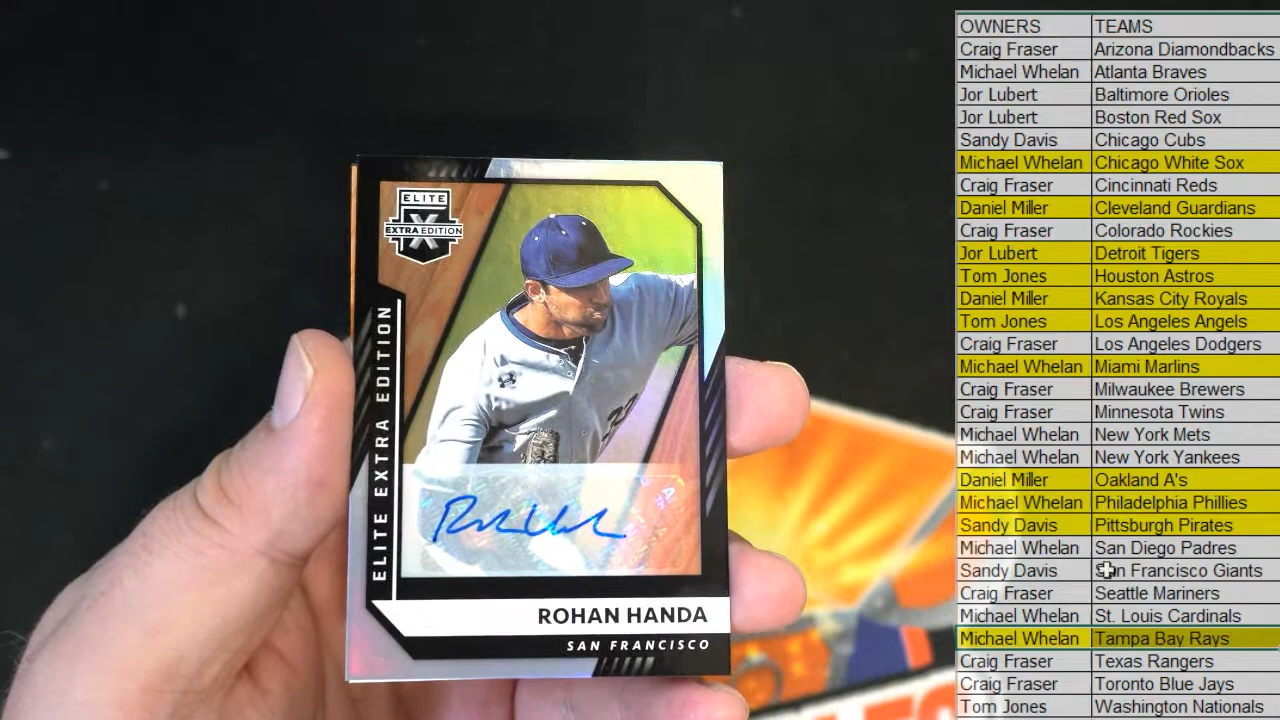 ELITE
EXTRA EDITION
ELITE EXTRA EDITION
ROHAN HANDA
SAN FRANCISCO
OWNERS TEAMS
Craig Fraser Arizona Diamondbacks
Michael Whelan Atlanta Braves
Jor Lubert Baltimore Orioles
Jor Lubert Boston Red Sox
Sandy Davis Chicago Cubs
Michael Whelan Chicago White Sox
Craig Fraser Cincinnati Reds
Daniel Miller Cleveland Guardians
Craig Fraser Colorado Rockies
Jor Lubert Detroit Tigers
Tom Jones Houston Astros
Daniel Miller Kansas City Royals
Tom Jones Los Angeles Angels
Craig Fraser Los Angeles Dodgers
Michael Whelan Miami Marlins
Craig Fraser Milwaukee Brewers
Craig Fraser Minnesota Twins
Michael Whelan New York Mets
Michael Whelan New York Yankees
Daniel Miller Oakland A's
Michael Whelan Philadelphia Phillies
Sandy Davis Pittsburgh Pirates
Michael Whelan San Diego Padres
Sandy Davis San Francisco Giants
Craig Fraser Seattle Mariners
Michael Whelan St. Louis Cardinals
Michael Whelan Tampa Bay Rays
Craig Fraser Texas Rangers
Craig Fraser Toronto Blue Jays
Tom Jones Washington Nationals